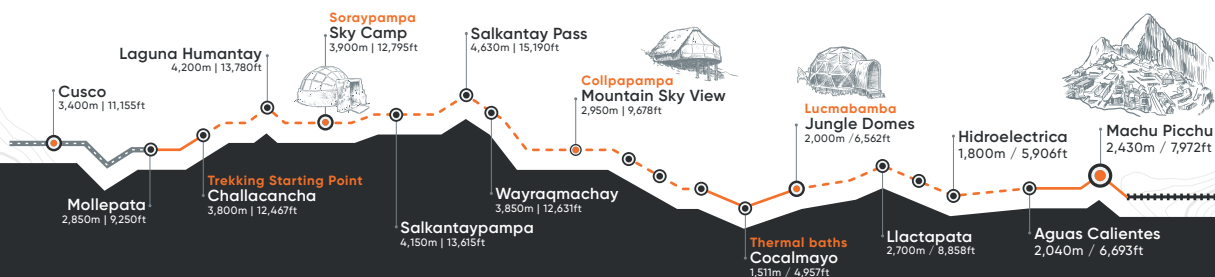 Cusco
3,400m | 11,155ft
Mollepata
2,850m | 9,250ft
Trekking Starting Point
Challacancha
3,800m | 12,467ft
Laguna Humantay
4,200m | 13,780ft
Soraypampa
Sky Camp
3,900m | 12,795ft
Salkantaypampa
4,150m | 13,615ft
Salkantay Pass
4,630m | 15,190ft
Wayraqmachay
3,850m | 12,631ft
Collpapampa
Mountain Sky View
2,950m | 9,678ft
Thermal baths
Cocalmayo
1,511m / 4,957ft
Lucmabamba
Jungle Domes
2,000m /6,562ft
Llactapata
2,700m / 8,858ft
Hidroelectrica
1,800m / 5,906ft
Aguas Calientes
2,040m / 6,693ft
Machu Picchu
2,430m / 7,972ft